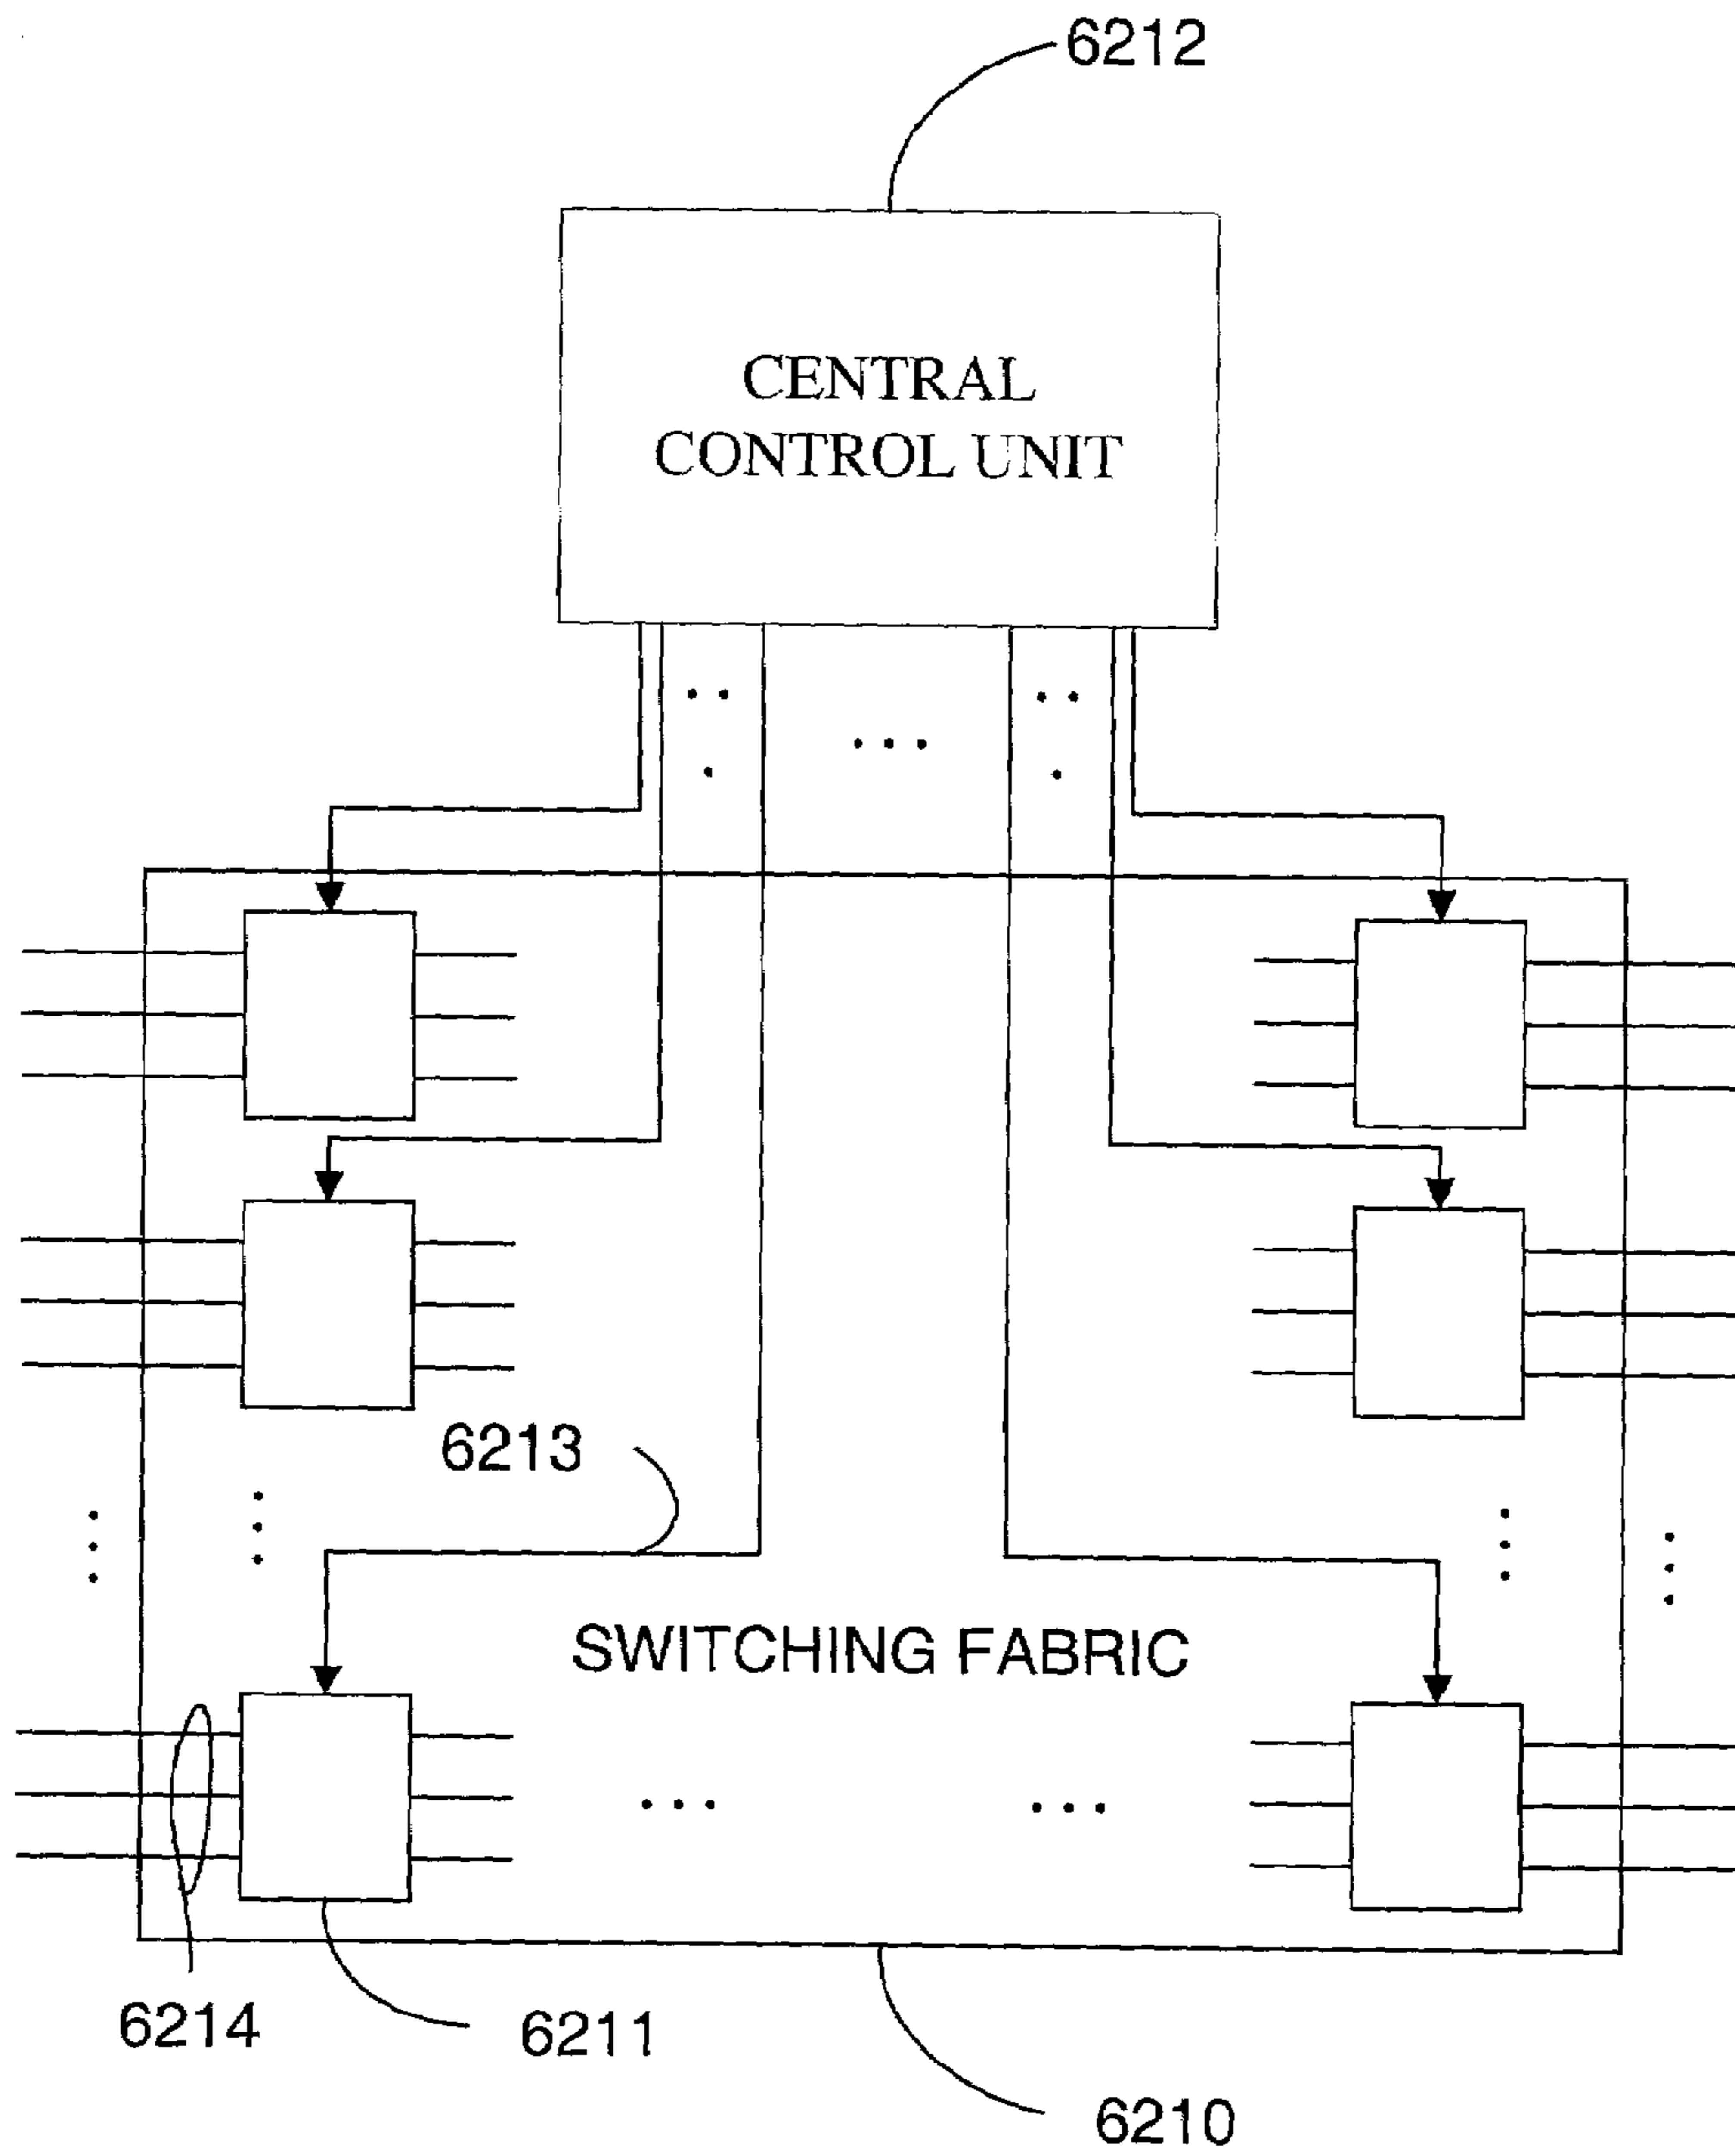 6212
CENTRAL
CONTROL UNIT
6213
SWITCHING FABRIC
6214
6211
6210